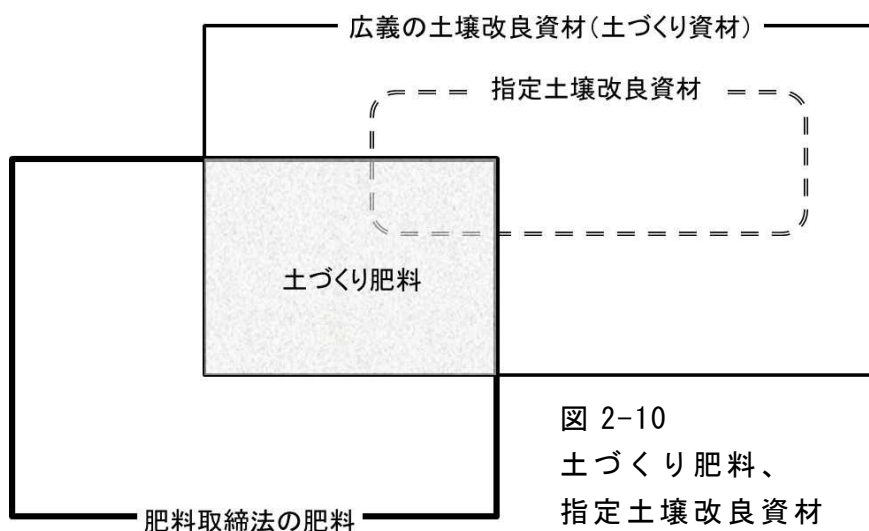 広義の土壌改良資材(土づくり資材)
指定土壌改良資材
土づくり肥料
図 2-10
土づくり肥料、
指定土壌改良資材
肥料取締法の肥料